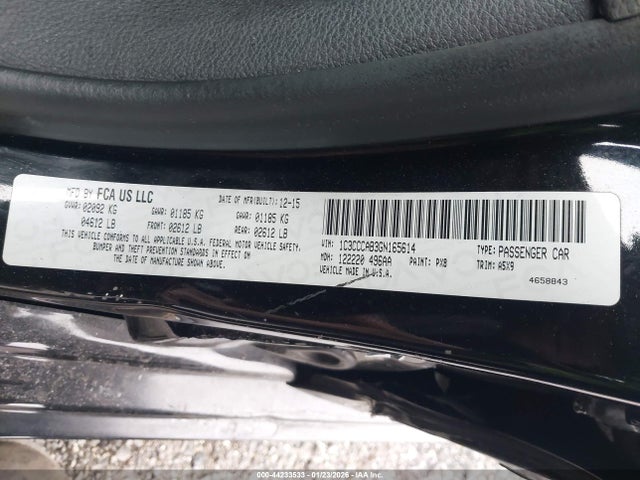 MFD BY FCA US LLC
DATE OF MFR(BUILT): 12-15
GVWR: 02092 KG
GAWR: 01185 KG
GAWR: 01185 KG
04612 LB
FRONT: 02612 LB
REAR: 02612 LB
THIS VEHICLE CONFORMS TO ALL APPLICABLE U.S.A. FEDERAL MOTOR VEHICLE SAFETY,
BUMPER AND THEFT PREVENTION STANDARDS IN EFFECT ON
THE DATE OF MANUFACTURE SHOWN ABOVE.
VIN: 1C3CCCAB3GN165614
TYPE: PASSENGER CAR
MDH: 122220 496AA
PAINT: PX8
TRIM: A5X9
VEHICLE MADE IN U.S.A.
4658843
000-44233533 - 01/23/2026 - IAAI.COM